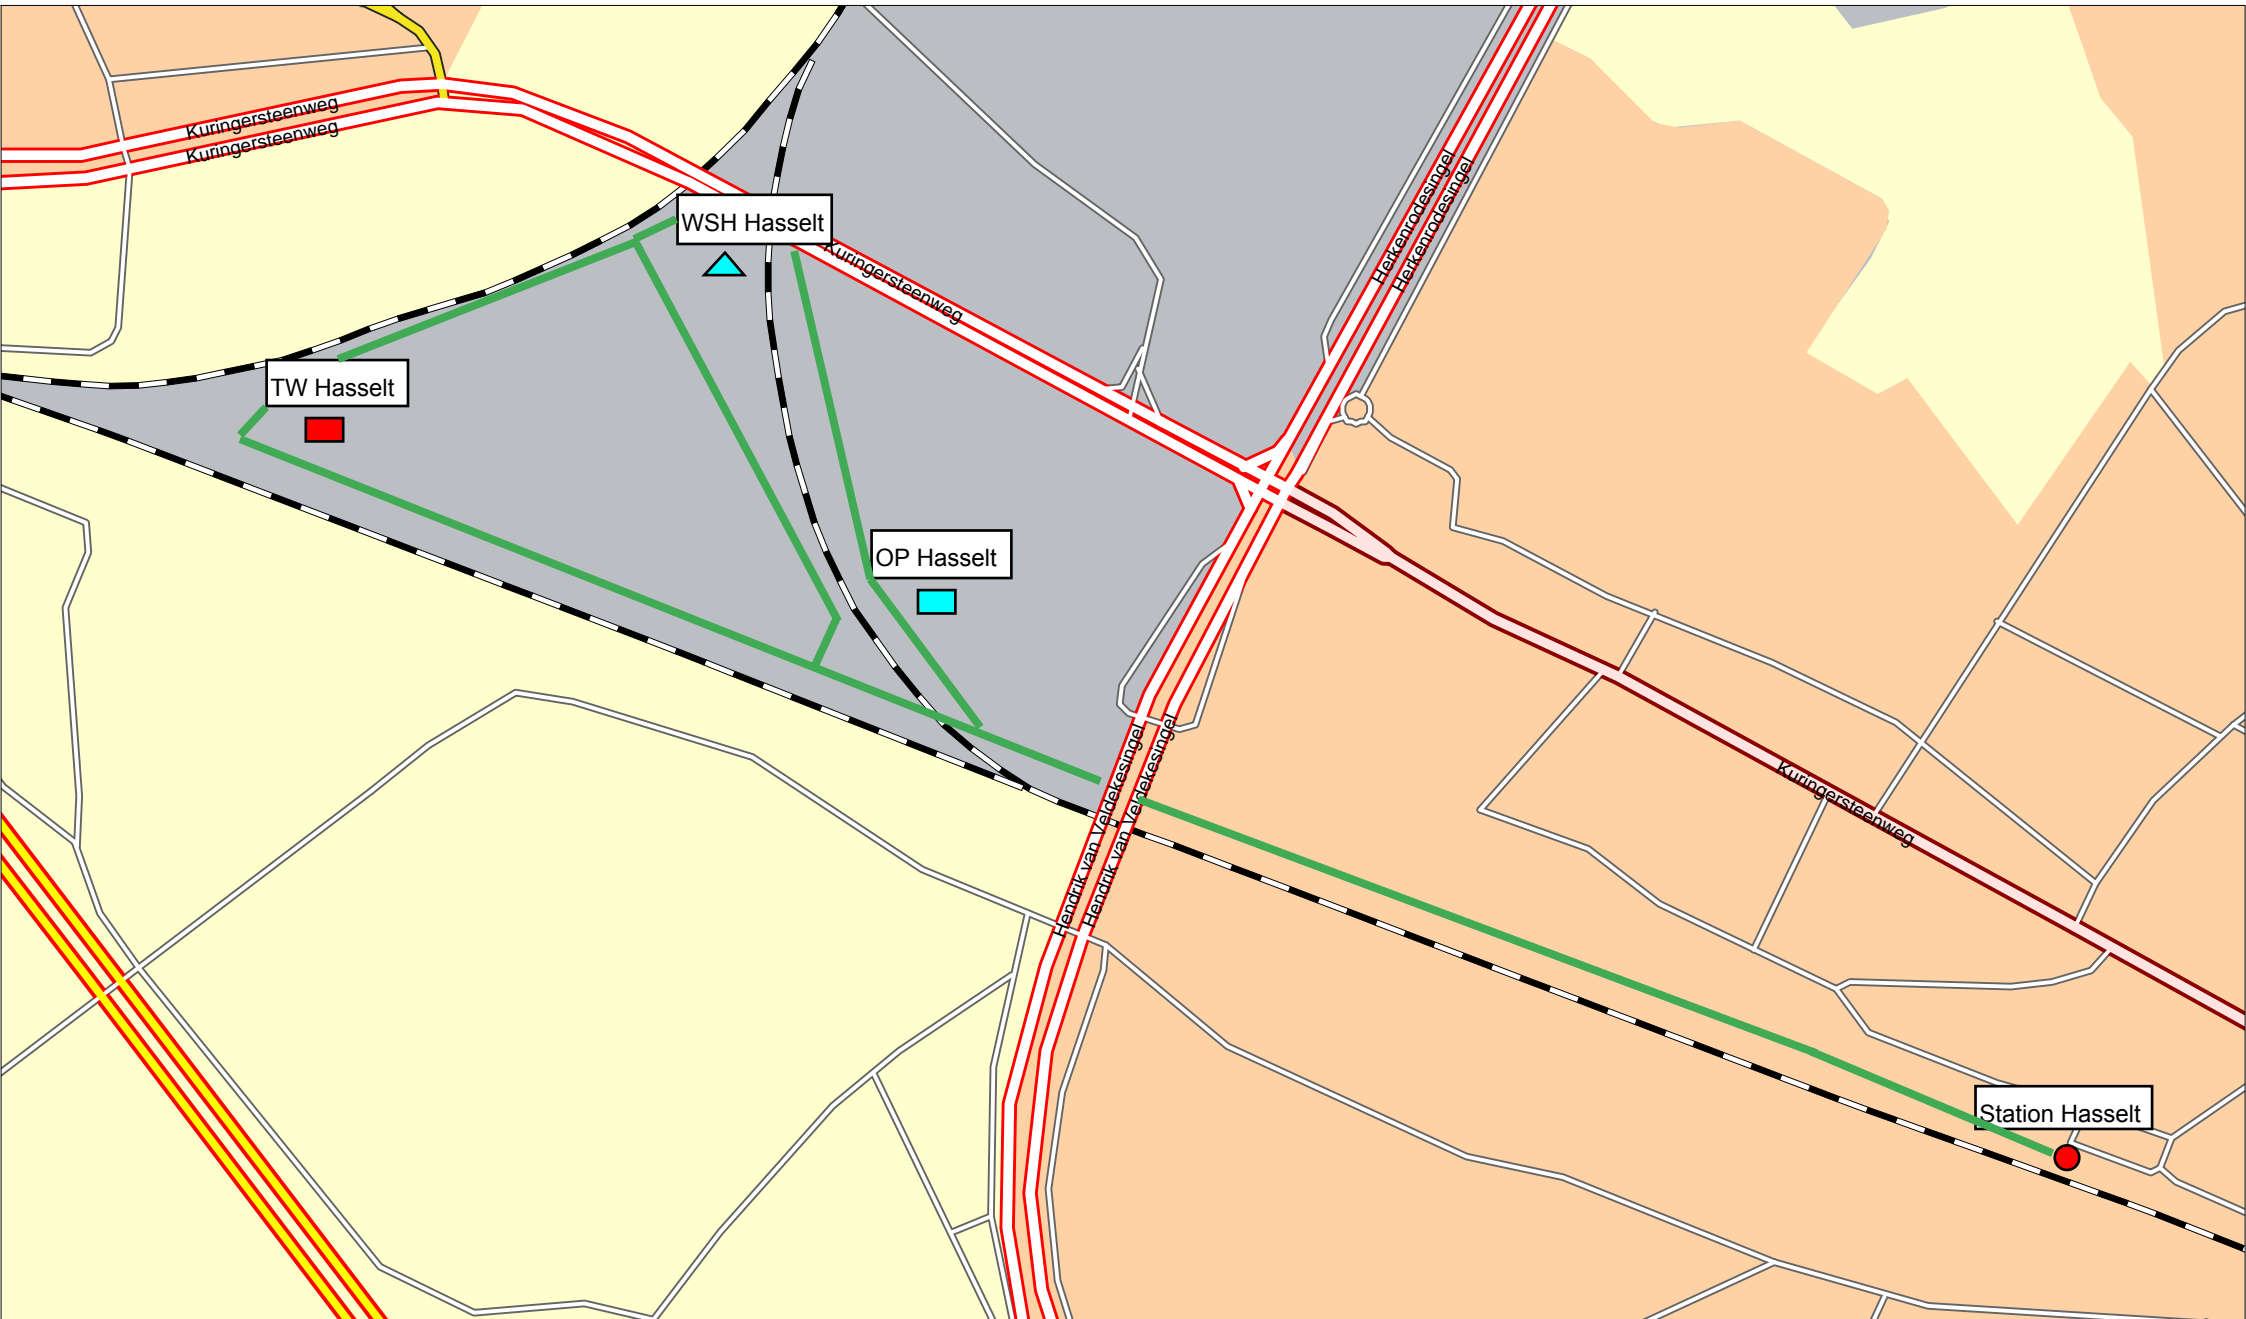 Kuringersteenweg
Kuringersteenweg
Herkenrodesingel
Herkenrodesingel
WSH Hasselt
Kuringersteenweg
TW Hasselt
OP Hasselt
Hendrik van Veldekesingel
Hendrik van Veldekesingel
Kuringersteenweg
Station Hasselt